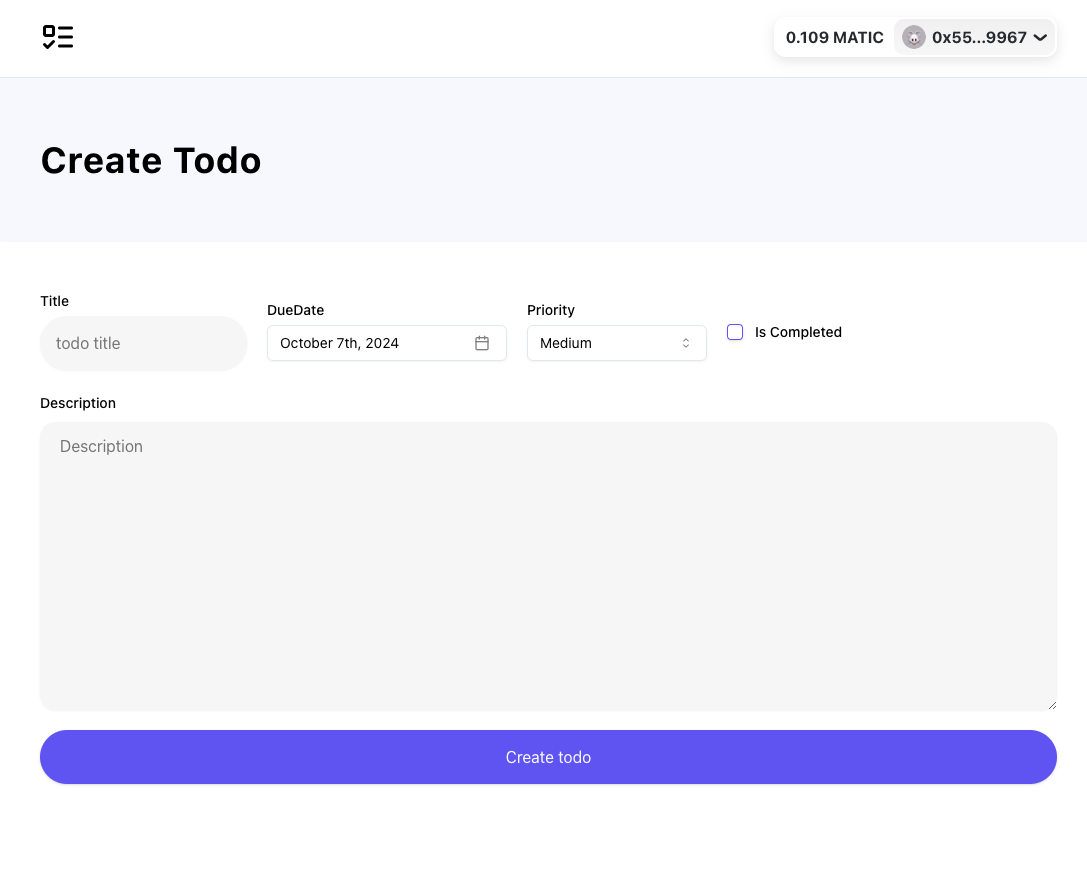 0.109 MATIC 0x55...9967
Create Todo
Title
todo title
DueDate
October 7th, 2024
Priority
Medium
Is Completed
Description
Description
Create todo